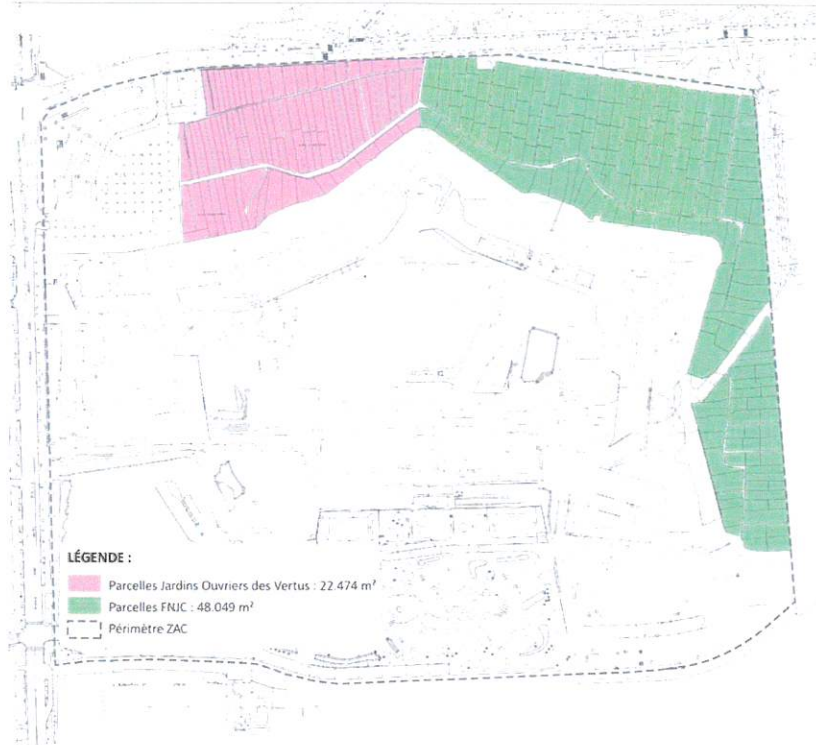 LÉGENDE :
Parcelles Jardins Ouvriers des Vertus : 22.474 m²
Parcelles FNJC : 48.049 m²
Périmètre ZAC